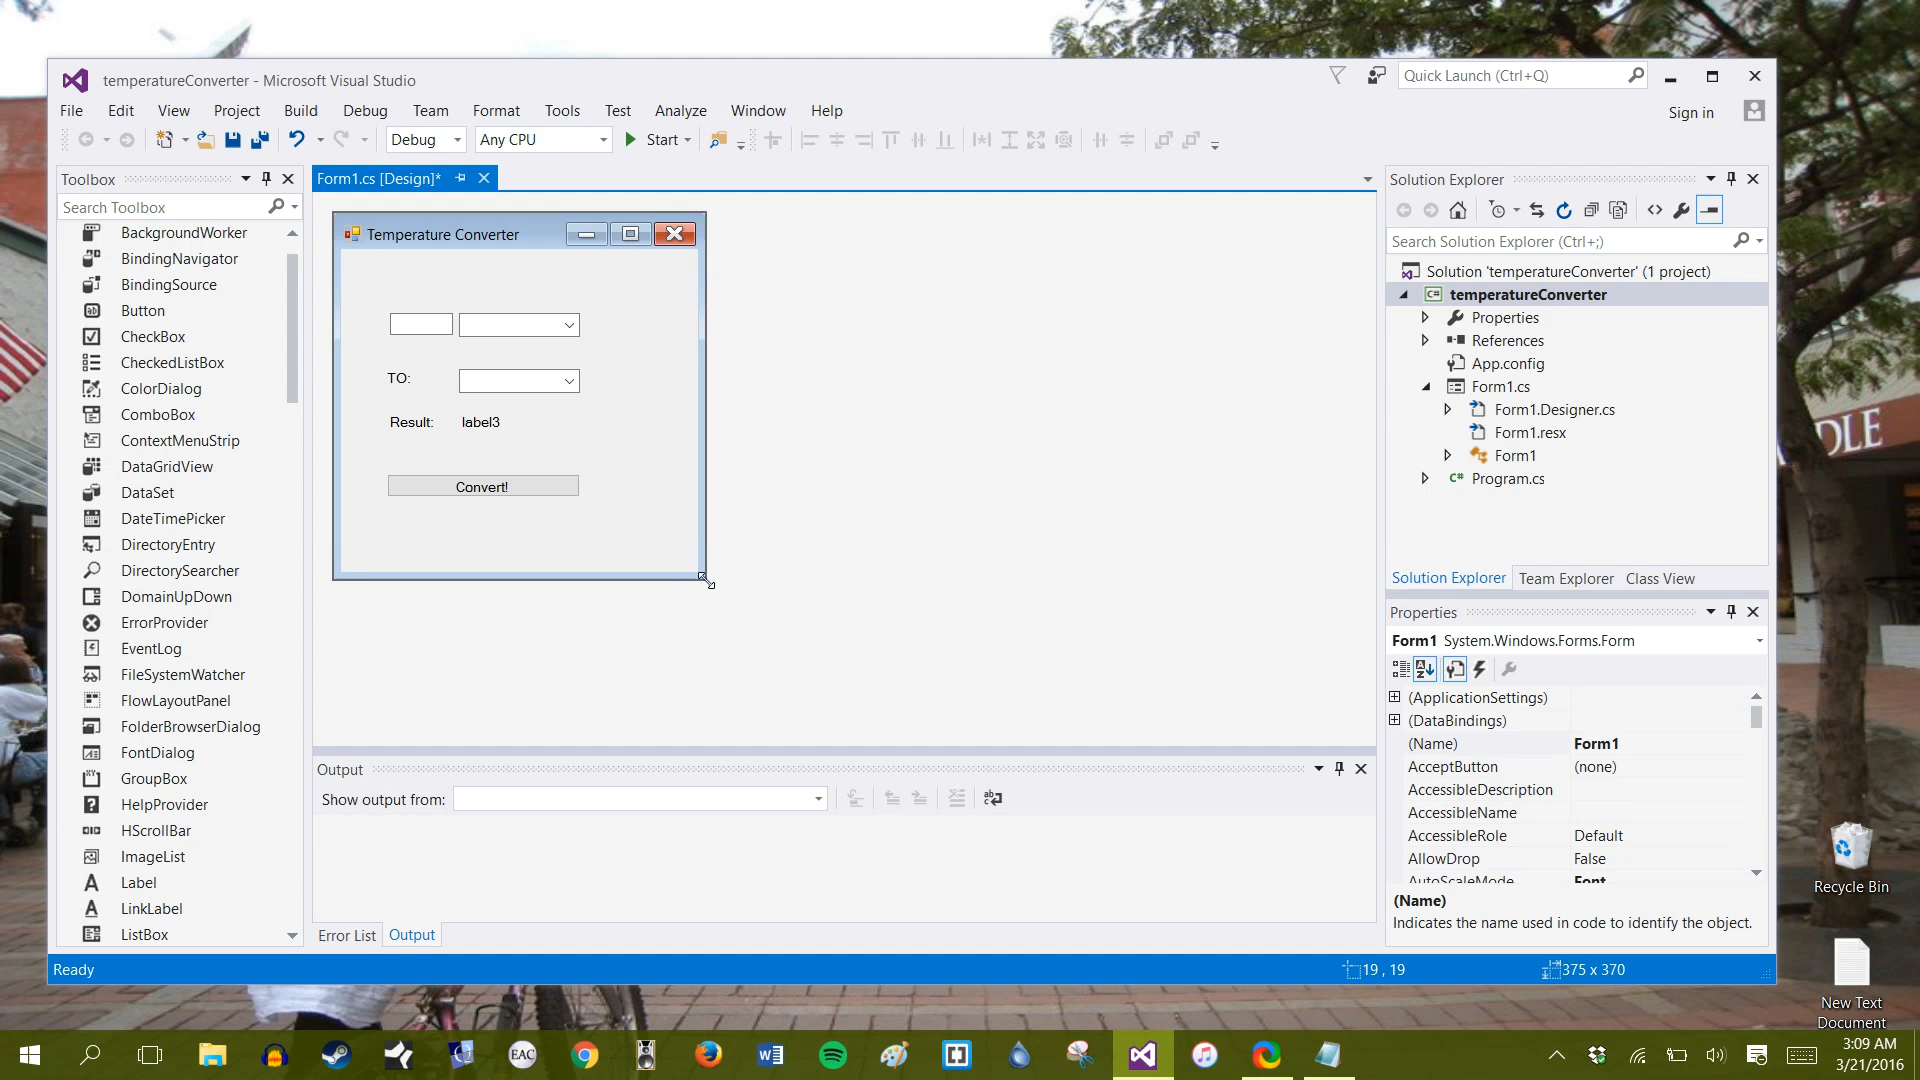 temperatureConverter - Microsoft Visual Studio
Quick Launch (Ctrl+Q)
File Edit View Project Build Debug Team Format Tools Test Analyze Window Help
Sign in
Debug Any CPU Start
Toolbox
Search Toolbox
BackgroundWorker
BindingNavigator
BindingSource
Button
CheckBox
CheckedListBox
ColorDialog
ComboBox
ContextMenuStrip
DataGridView
DataSet
DateTimePicker
DirectoryEntry
DirectorySearcher
DomainUpDown
ErrorProvider
EventLog
FileSystemWatcher
FlowLayoutPanel
FolderBrowserDialog
FontDialog
GroupBox
HelpProvider
HScrollBar
ImageList
Label
LinkLabel
ListBox
Form1.cs [Design]*
Temperature Converter
TO:
Result: label3
Convert!
Output
Show output from:
Error List Output
Solution Explorer
Search Solution Explorer (Ctrl+;)
Solution 'temperatureConverter' (1 project)
C# temperatureConverter
Properties
References
App.config
Form1.cs
Form1.Designer.cs
Form1.resx
Form1
C# Program.cs
Solution Explorer Team Explorer Class View
Properties
Form1 System.Windows.Forms.Form
(ApplicationSettings)
(DataBindings)
(Name) Form1
AcceptButton (none)
AccessibleDescription
AccessibleName
AccessibleRole Default
AllowDrop False
AutoScaleMode Font
(Name)
Indicates the name used in code to identify the object.
Ready 19 , 19 375 x 370
DLE
Recycle Bin
New Text
Document
EAC
3:09 AM
3/21/2016